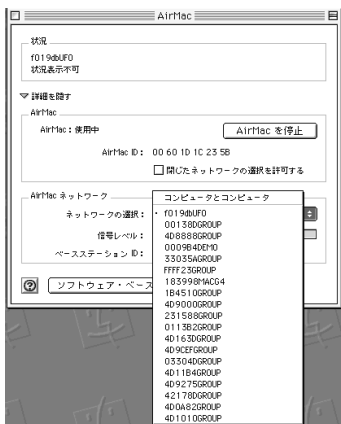 AirMac
状況
f019dbUF0
状況表示不可
詳細を隠す
AirMac
AirMac：使用中
AirMac を停止
AirMac ID： 00 60 1D 1C 23 5B
閉じたネットワークの選択を許可する
AirMac ネットワーク
ネットワークの選択：
信号レベル：
ベースステーション ID：
ソフトウェア・ベース
コンピュータとコンピュータ
・ f019dbUF0
00138DGROUP
4D8888GROUP
0009B4DEMO
33035AGROUP
FFFF23GROUP
183998MACG4
1B4510GROUP
4D9000GROUP
231588GROUP
0113B2GROUP
4D163DGROUP
4D9CEFGROUP
03304DGROUP
4D11B4GROUP
4D9275GROUP
42178DGROUP
4D0A82GROUP
4D1010GROUP